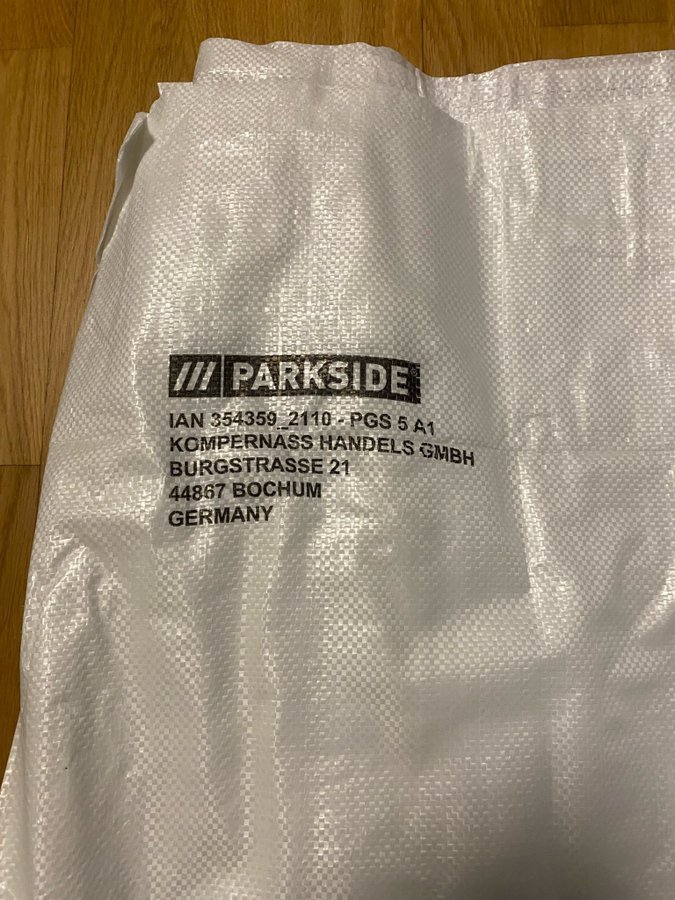 /// PARKSIDE
IAN 354359_2110 - PGS 5 A1
KOMPERNASS HANDELS GMBH
BURGSTRASSE 21
44867 BOCHUM
GERMANY